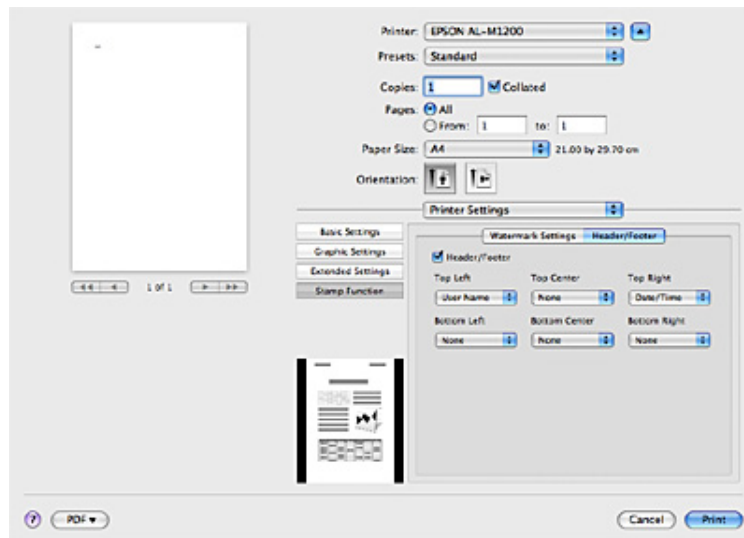 Printer: EPSON AL-M1200
Presets: Standard
Copies: 1 Collated
Pages: All
From: 1 to: 1
Paper Size: A4 21.00 by 29.70 cm
Orientation:
Printer Settings
Basic Settings
Graphic Settings
Extended Settings
Stamp Function
Watermark Settings Header/Footer
Header/Footer
Top Left Top Center Top Right
User Name None Date/Time
Bottom Left Bottom Center Bottom Right
None None None
1 of 1
? PDF Cancel Print